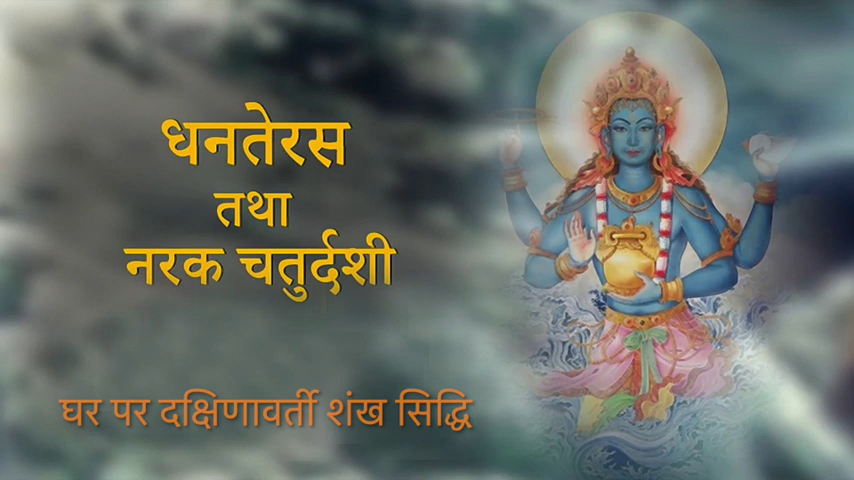 धनतेरस
तथा
नरक चतुर्दशी
घर पर दक्षिणावर्ती शंख सिद्धि